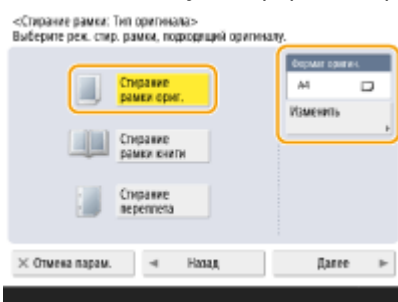 <Стирание рамки: Тип оригинала>
Выберите реж. стир. рамки, подходящий оригиналу.
Формат ориги-.
Стирание
рамки ориг.
A4
Изменить
Стирание
рамки книги
Стирание
переплета
Отмена парам.
Назад
Далее